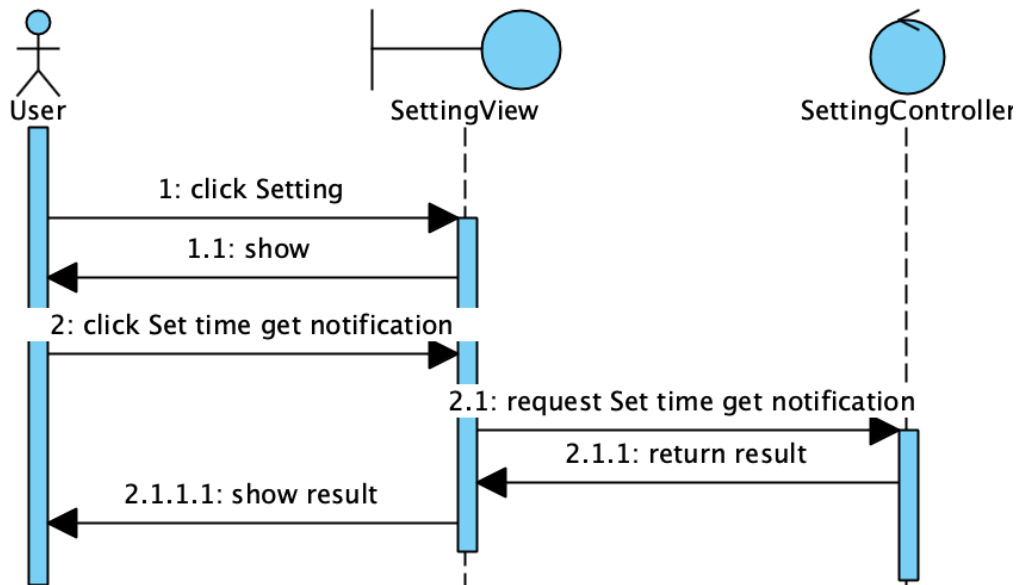 User
SettingView
SettingController
1: click Setting
1.1: show
2: click Set time get notification
2.1: request Set time get notification
2.1.1: return result
2.1.1.1: show result